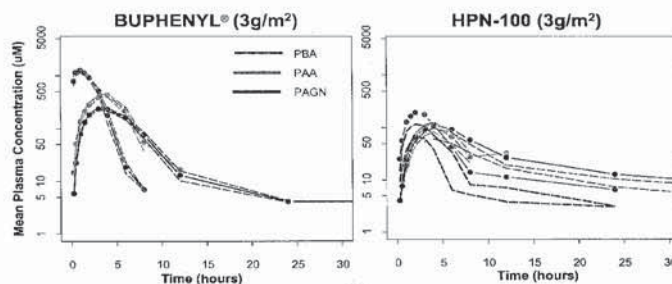 BUPHENYL® (3g/m²)
HPN-100 (3g/m²)
Mean Plasma Concentration (uM)
5000
500
50
10
5
1
PBA
PAA
PAGN
0 5 10 15 20 25 30
Time (hours)
5000
500
50
10
5
1
0 5 10 15 20 25 30
Time (hours)